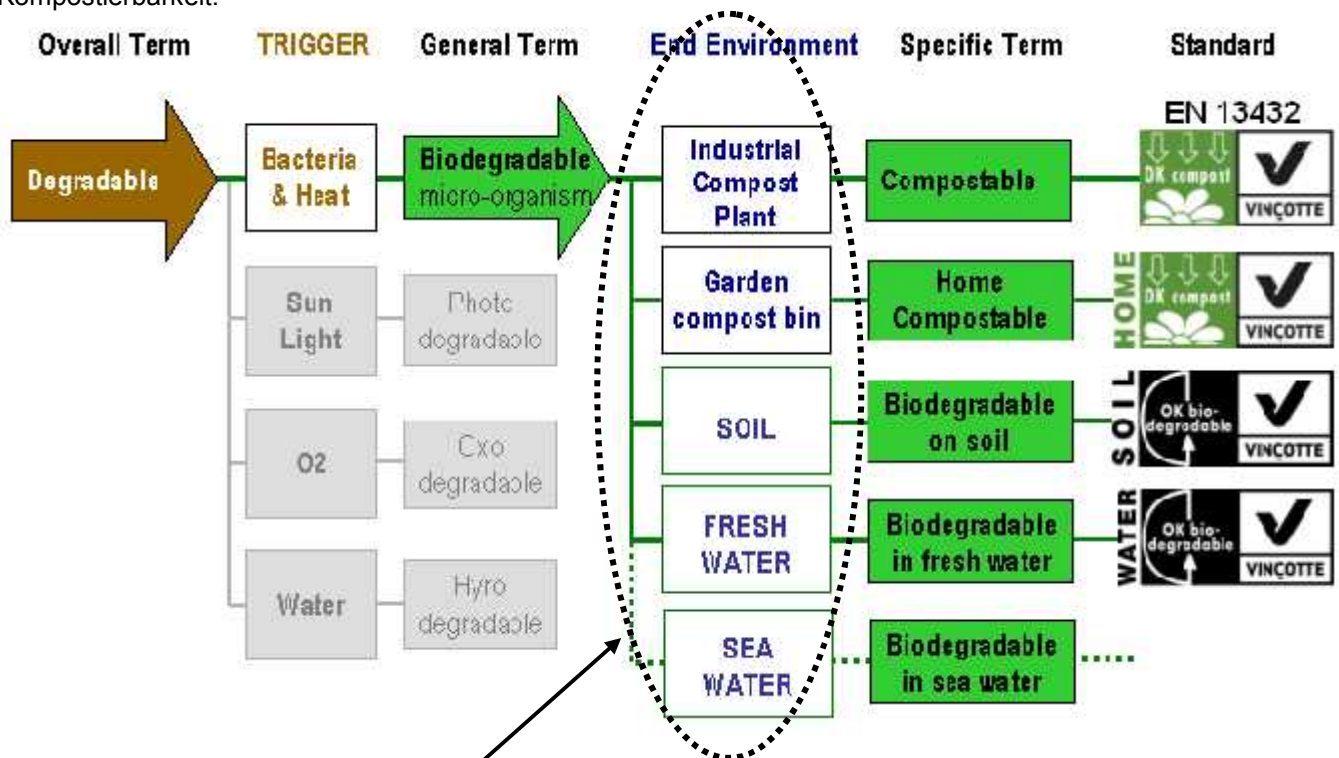 Kompostierbarkeit.
Overall Term
TRIGGER
General Term
End Environment
Specific Term
Standard
EN 13432
Degradable
Bacteria
& Heat
Biodegradable
micro-organism
Industrial
Compost
Plant
Compostable
OK compost
VINÇOTTE
Sun
Light
Photo
degradable
Garden
compost bin
Home
Compostable
HOME
OK compost
VINÇOTTE
SOIL
Biodegradable
on soil
SOIL
OK bio-
degradable
VINÇOTTE
O2
Oxo
degradable
FRESH
WATER
Biodegradable
in fresh water
WATER
OK bio-
degradable
VINÇOTTE
Water
Hyro
degradable
SEA
WATER
Biodegradable
in sea water